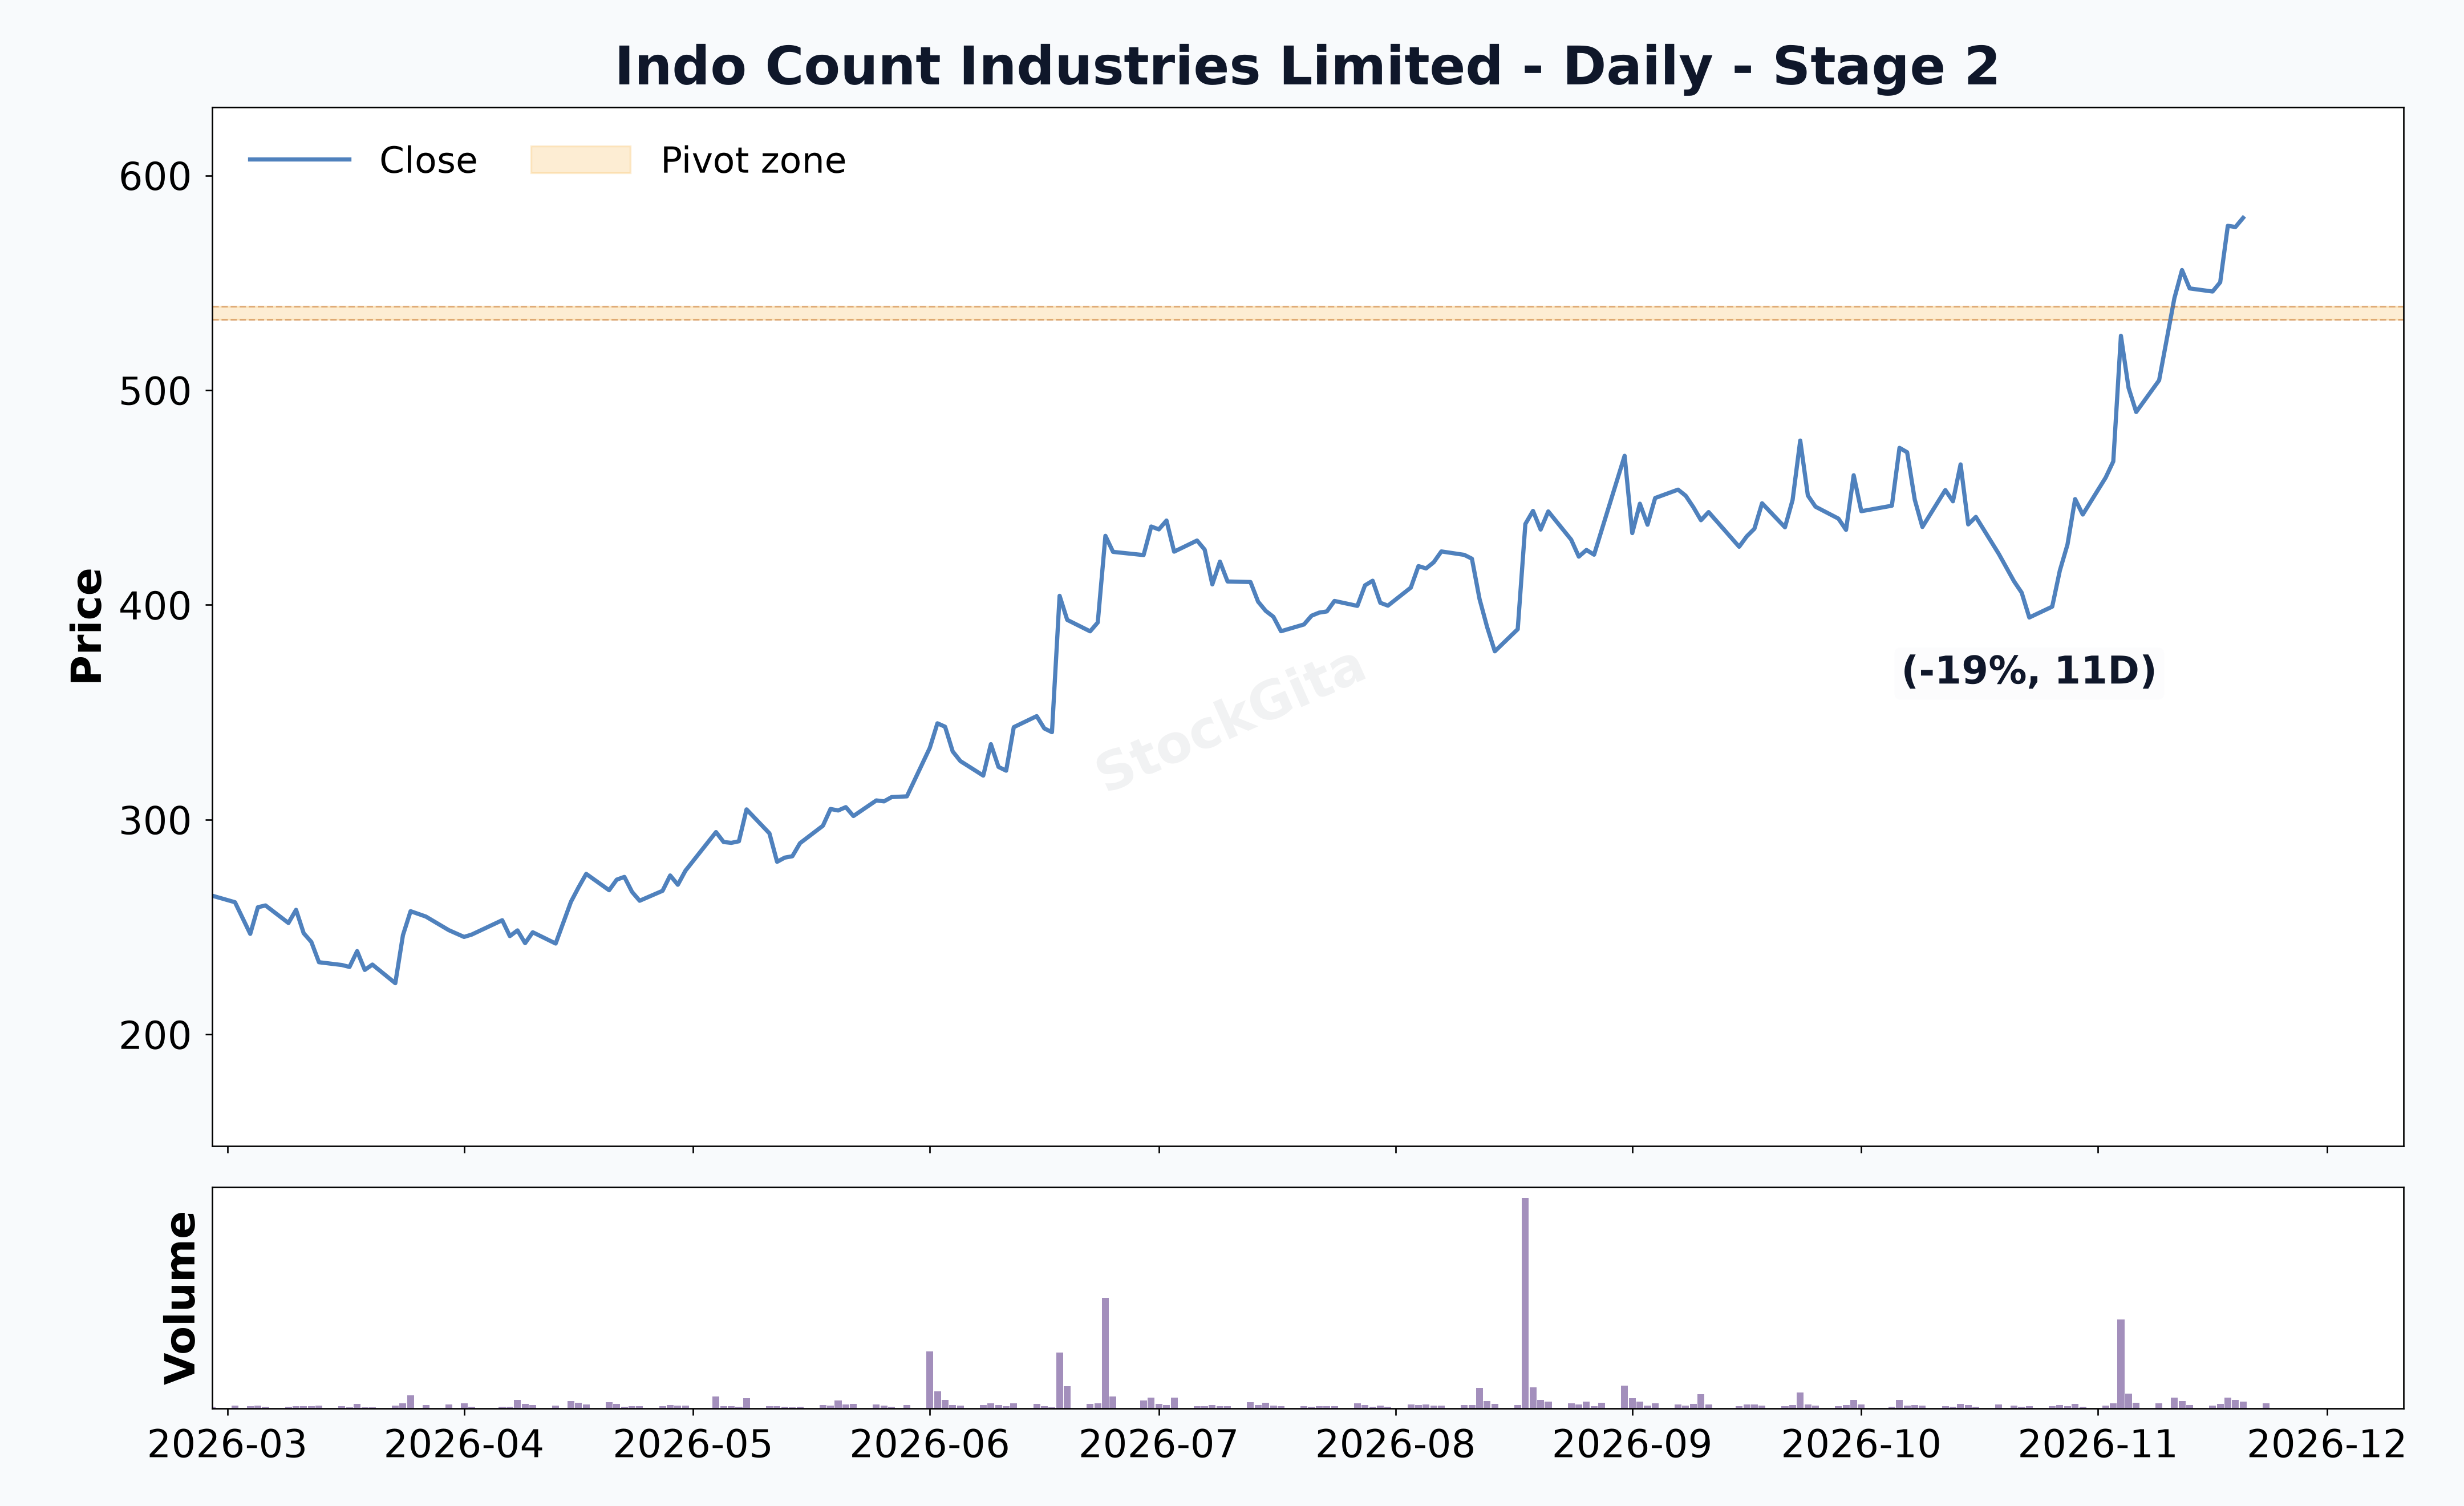 Indo Count Industries Limited - Daily - Stage 2
Close
Pivot zone
600
500
400
300
200
Price
(-19%, 11D)
StockGita
Volume
2026-03
2026-04
2026-05
2026-06
2026-07
2026-08
2026-09
2026-10
2026-11
2026-12